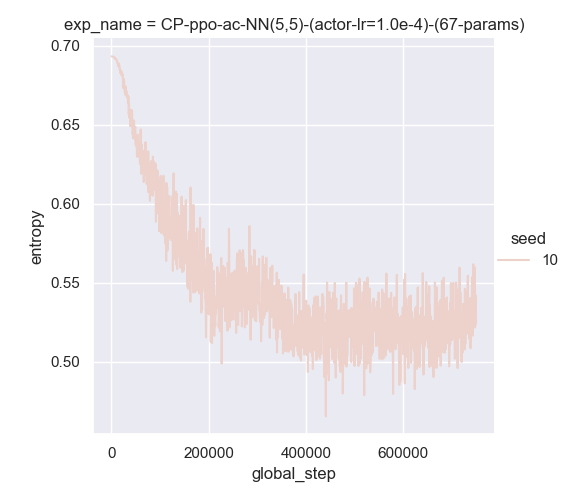 exp_name = CP-ppo-ac-NN(5,5)-(actor-lr=1.0e-4)-(67-params)
0.70
0.65
0.60
0.55
0.50
entropy
0 200000 400000 600000
global_step
seed
10